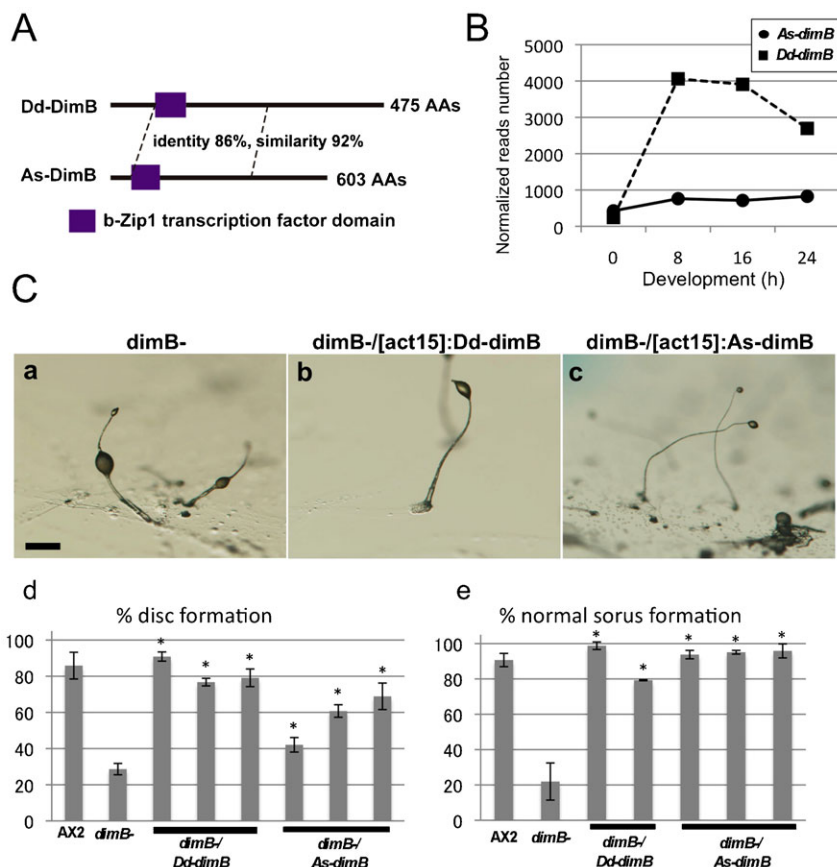 A
Dd-DimB
475 AAs
identity 86%, similarity 92%
As-DimB
603 AAs
b-Zip1 transcription factor domain
B
As-dimB
Dd-dimB
Normalized reads number
5000
4000
3000
2000
1000
0
0 8 16 24
Development (h)
C
dimB-
dimB-/[act15]:Dd-dimB
dimB-/[act15]:As-dimB
a
b
c
d
% disc formation
100
80
60
40
20
0
* * * * * *
AX2 dimB- dimB-/ Dd-dimB dimB-/ As-dimB
e
% normal sorus formation
100
80
60
40
20
0
* * * * *
AX2 dimB- dimB-/ Dd-dimB dimB-/ As-dimB